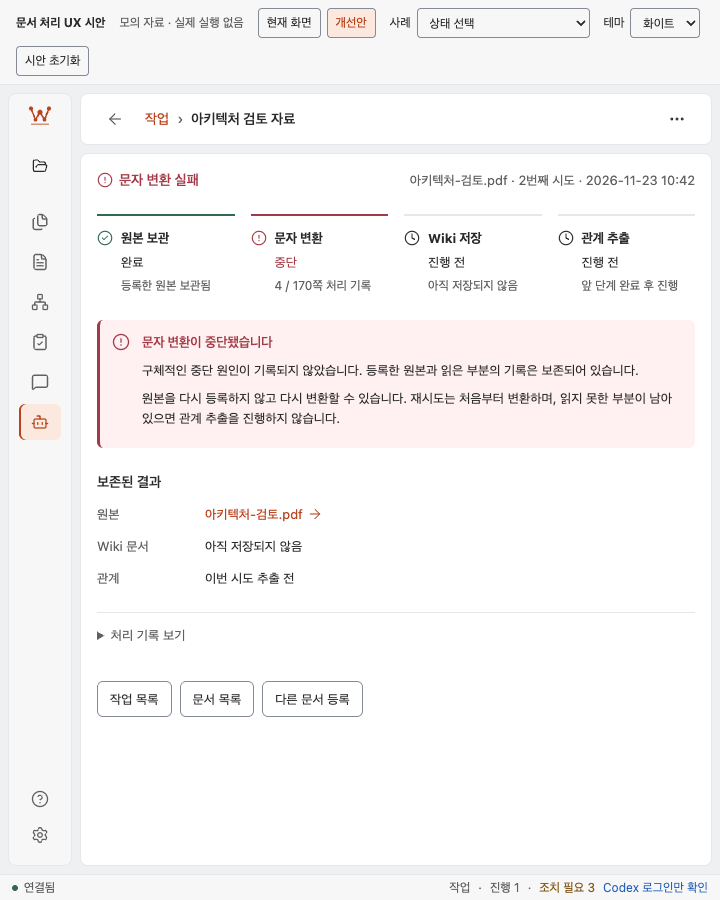 문서 처리 UX 시안 모의 자료 · 실제 실행 없음 현재 화면 개선안 사례 상태 선택 테마 화이트
시안 초기화
작업 › 아키텍처 검토 자료
문자 변환 실패 아키텍처-검토.pdf · 2번째 시도 · 2026-11-23 10:42
원본 보관 문자 변환 Wiki 저장 관계 추출
완료 중단 진행 전 진행 전
등록한 원본 보관됨 4 / 170쪽 처리 기록 아직 저장되지 않음 앞 단계 완료 후 진행
문자 변환이 중단됐습니다
구체적인 중단 원인이 기록되지 않았습니다. 등록한 원본과 읽은 부분의 기록은 보존되어 있습니다.
원본을 다시 등록하지 않고 다시 변환할 수 있습니다. 재시도는 처음부터 변환하며, 읽지 못한 부분이 남아
있으면 관계 추출을 진행하지 않습니다.
보존된 결과
원본 아키텍처-검토.pdf →
Wiki 문서 아직 저장되지 않음
관계 이번 시도 추출 전
▶ 처리 기록 보기
작업 목록 문서 목록 다른 문서 등록
연결됨 작업 · 진행 1 · 조치 필요 3 Codex 로그인만 확인